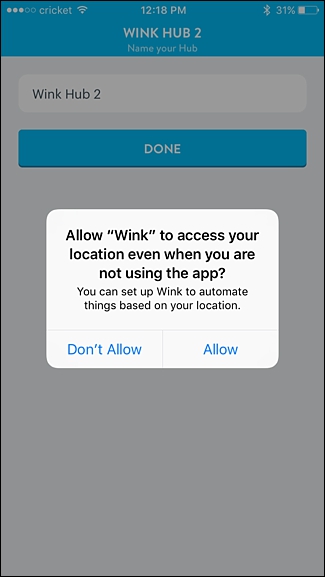 cricket 12:18 PM 31%
WINK HUB 2
Name your Hub
Wink Hub 2
DONE
Allow “Wink” to access your
location even when you are
not using the app?
You can set up Wink to automate
things based on your location.
Don’t Allow Allow